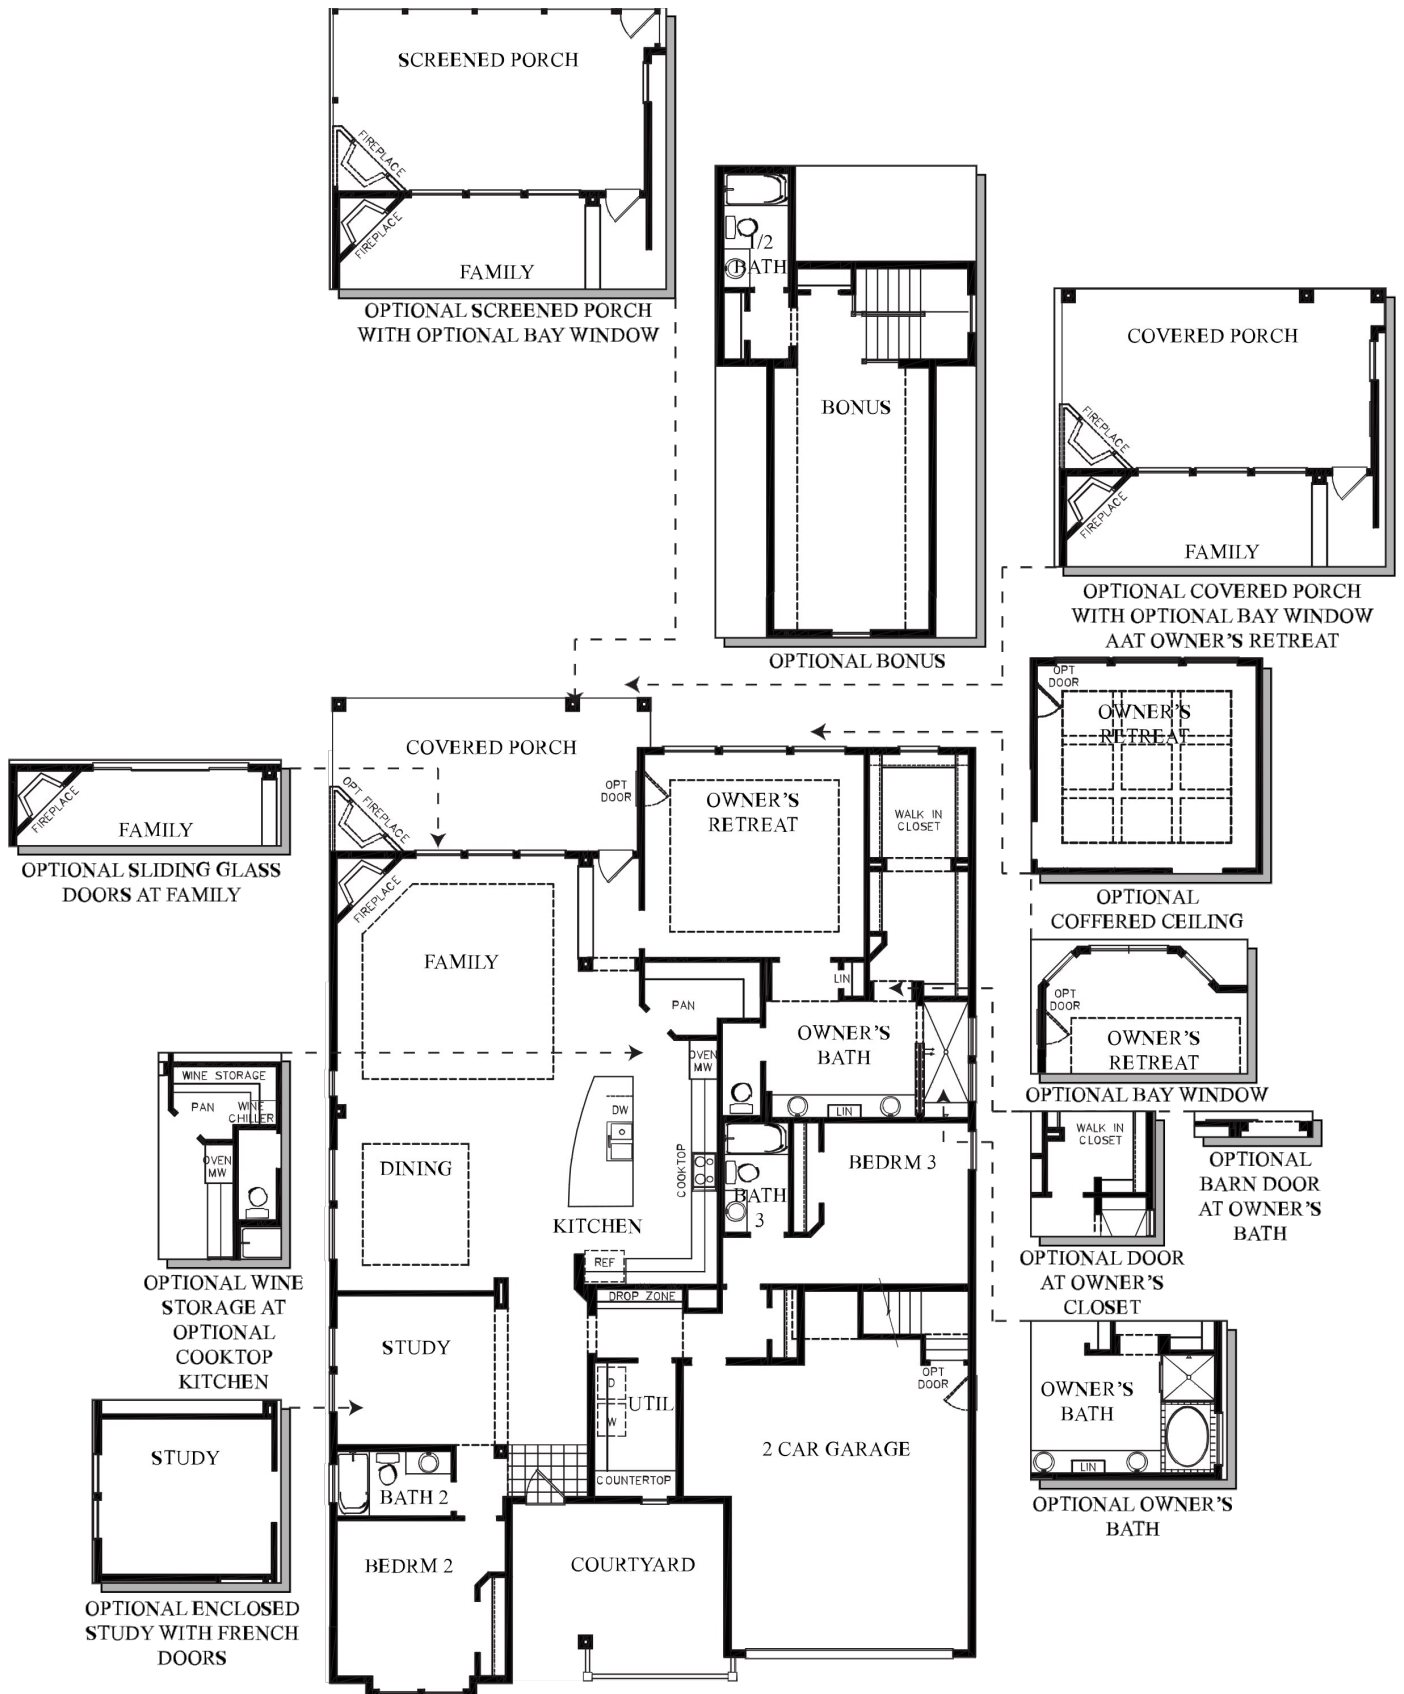 SCREENED PORCH
FIREPLACE
FIREPLACE
FAMILY
OPTIONAL SCREENED PORCH
WITH OPTIONAL BAY WINDOW
1/2
BATH
BONUS
OPTIONAL BONUS
COVERED PORCH
FIREPLACE
FIREPLACE
FAMILY
OPTIONAL COVERED PORCH
WITH OPTIONAL BAY WINDOW
AAT OWNER'S RETREAT
OPT
DOOR
OWNER'S
RETREAT
OPTIONAL
COFFERED CEILING
FIREPLACE
FAMILY
OPTIONAL SLIDING GLASS
DOORS AT FAMILY
COVERED PORCH
OPT FIREPLACE
FIREPLACE
OPT
DOOR
OWNER'S
RETREAT
WALK IN
CLOSET
FAMILY
LIN
PAN
OWNER'S
BATH
LIN
OVEN
MW
DW
COOKTOP
DINING
KITCHEN
REF
BATH
3
BEDRM 3
DROP ZONE
STUDY
D
W
UTIL
COUNTERTOP
OPT
DOOR
2 CAR GARAGE
BATH 2
BEDRM 2
COURTYARD
OPT
DOOR
OWNER'S
RETREAT
OPTIONAL BAY WINDOW
WALK IN
CLOSET
OPTIONAL DOOR
AT OWNER'S
CLOSET
OPTIONAL
BARN DOOR
AT OWNER'S
BATH
OWNER'S
BATH
LIN
OPTIONAL OWNER'S
BATH
WINE STORAGE
PAN
WINE
CHILLER
OVEN
MW
OPTIONAL WINE
STORAGE AT
OPTIONAL
COOKTOP
KITCHEN
STUDY
OPTIONAL ENCLOSED
STUDY WITH FRENCH
DOORS